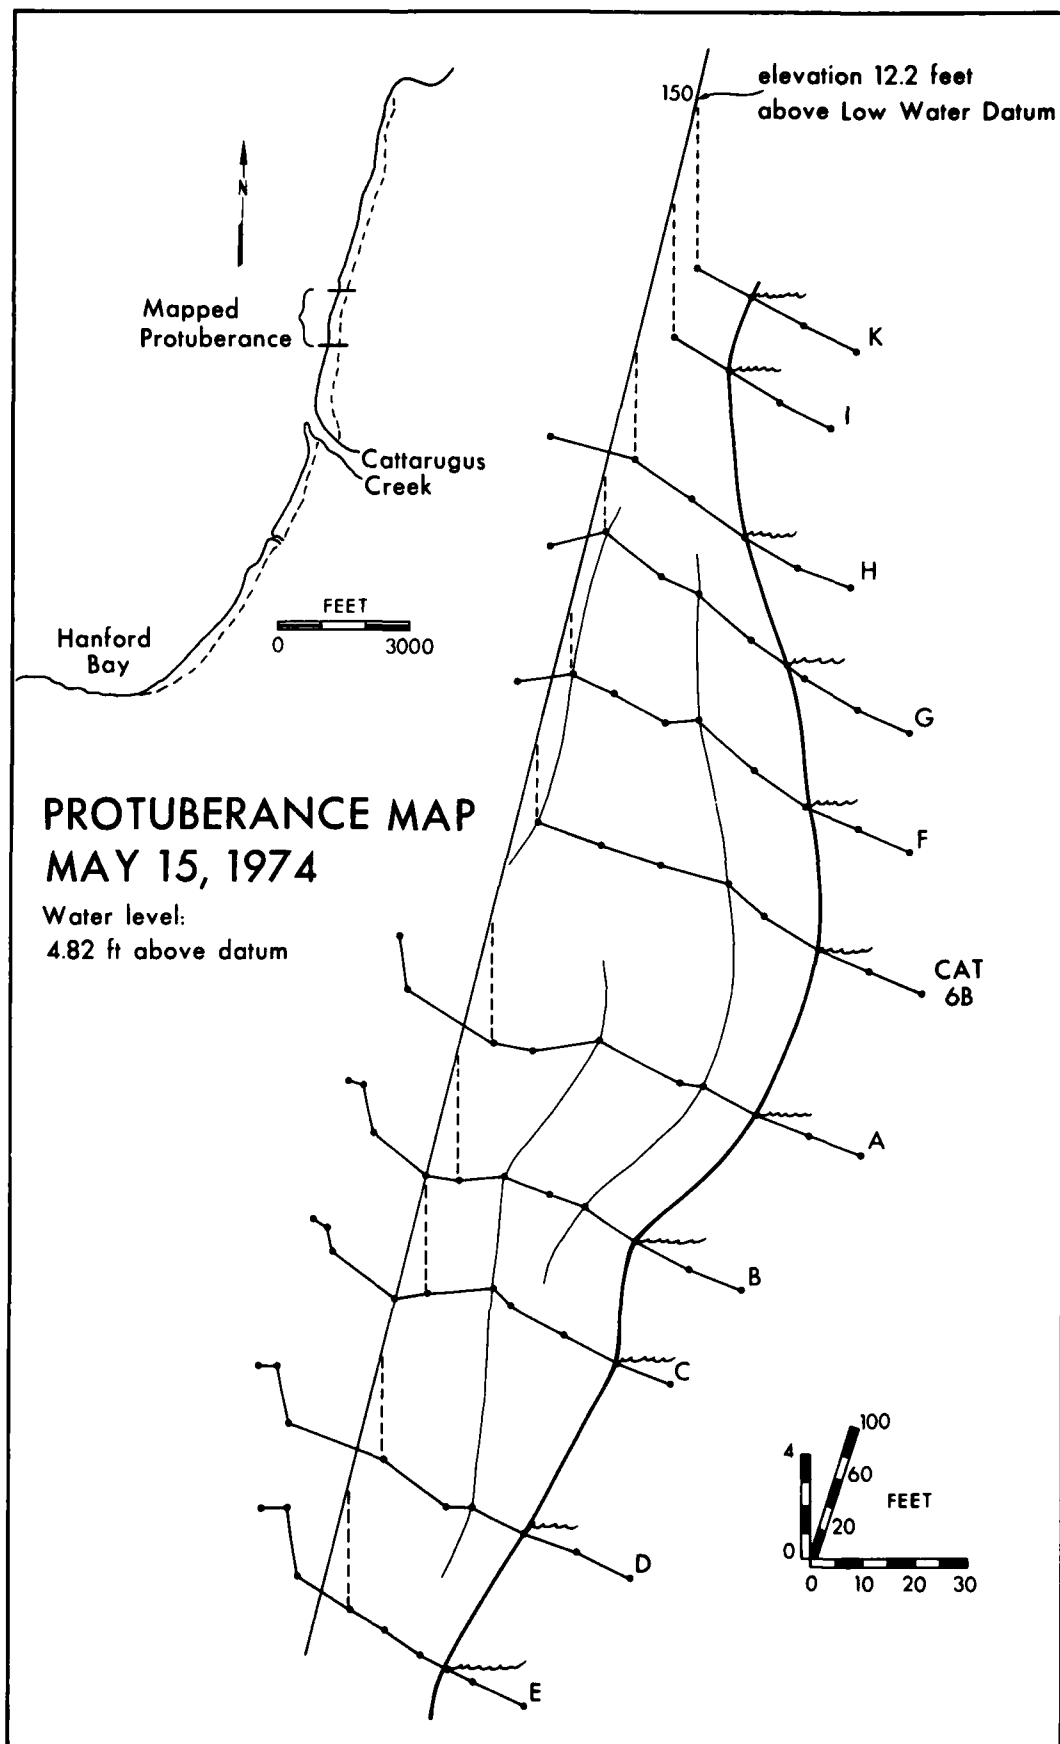 elevation 12.2 feet
above Low Water Datum
150
N
Mapped
Protuberance
K
I
Cattarugus
Creek
H
FEET
0 3000
Hanford
Bay
G
PROTUBERANCE MAP
MAY 15, 1974
Water level:
4.82 ft above datum
F
CAT
6B
A
B
C
100
4
60
FEET
20
0
0 10 20 30
D
E